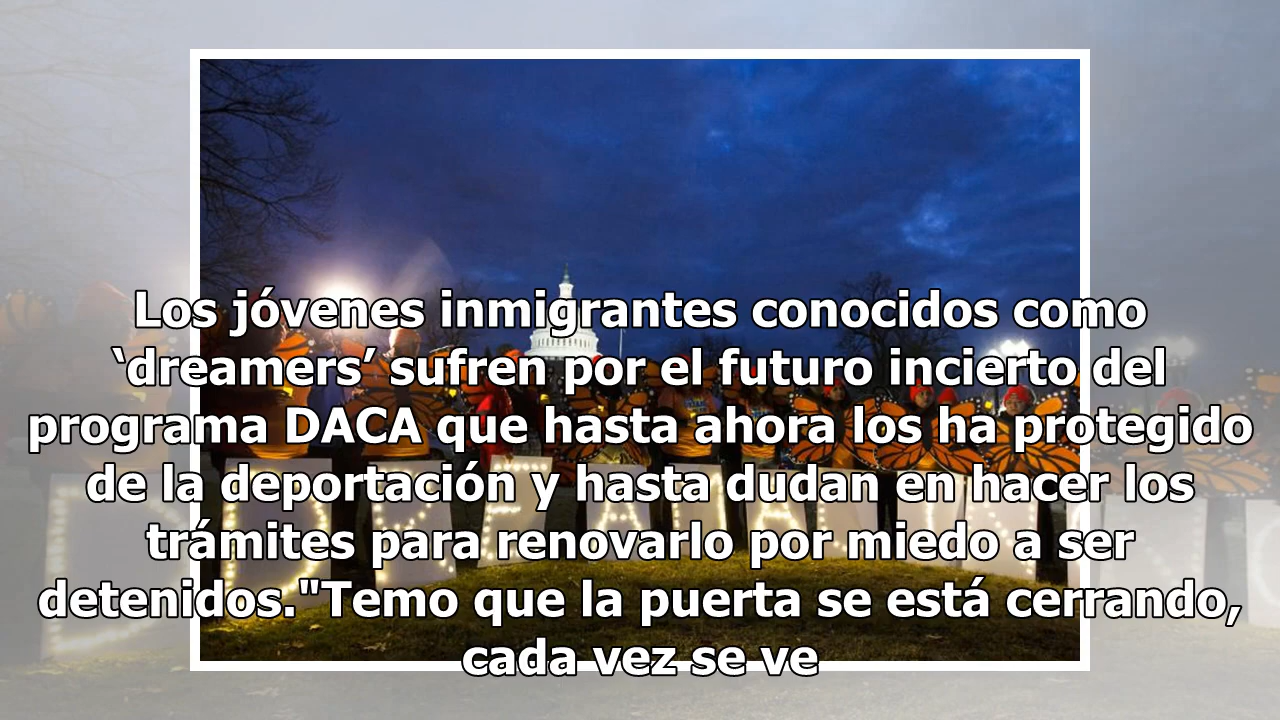 Los jóvenes inmigrantes conocidos como
‘dreamers’ sufren por el futuro incierto del
programa DACA que hasta ahora los ha protegido
de la deportación y hasta dudan en hacer los
trámites para renovarlo por miedo a ser
detenidos."Temo que la puerta se está cerrando,
cada vez se ve